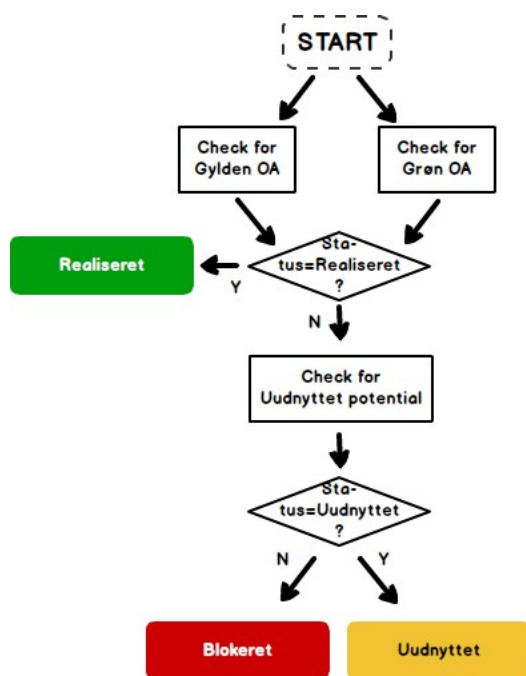 START
Check for
Gylden OA
Check for
Grøn OA
Sta-
tus=Realiseret
?
Realiseret
Y
N
Check for
Uudnyttet potential
Sta-
tus=Uudnyttet
?
N
Y
Blokeret
Uudnyttet